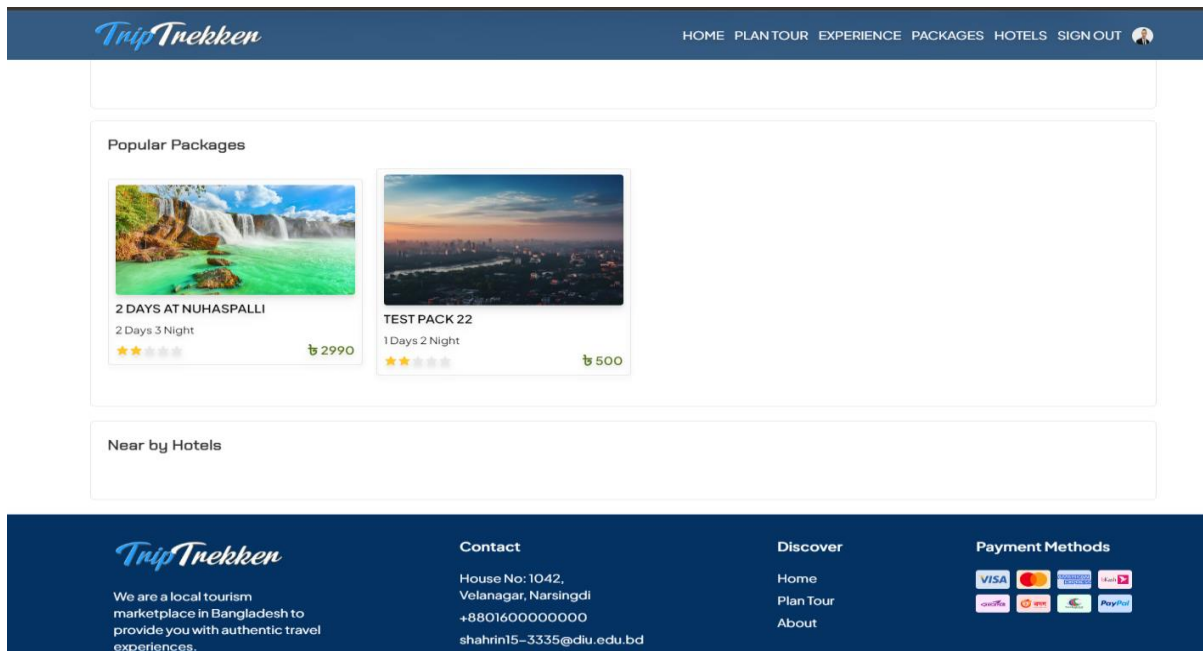 TripTrekken
HOME PLAN TOUR EXPERIENCE PACKAGES HOTELS SIGN OUT
Popular Packages
2 DAYS AT NUHASPALLI
2 Days 3 Night
৳ 2990
TEST PACK 22
1 Days 2 Night
৳ 500
Near by Hotels
TripTrekken
We are a local tourism
marketplace in Bangladesh to
provide you with authentic travel
experiences.
Contact
House No: 1042,
Velanagar, Narsingdi
+8801600000000
shahrin15-3335@diu.edu.bd
Discover
Home
Plan Tour
About
Payment Methods
VISA
PayPal